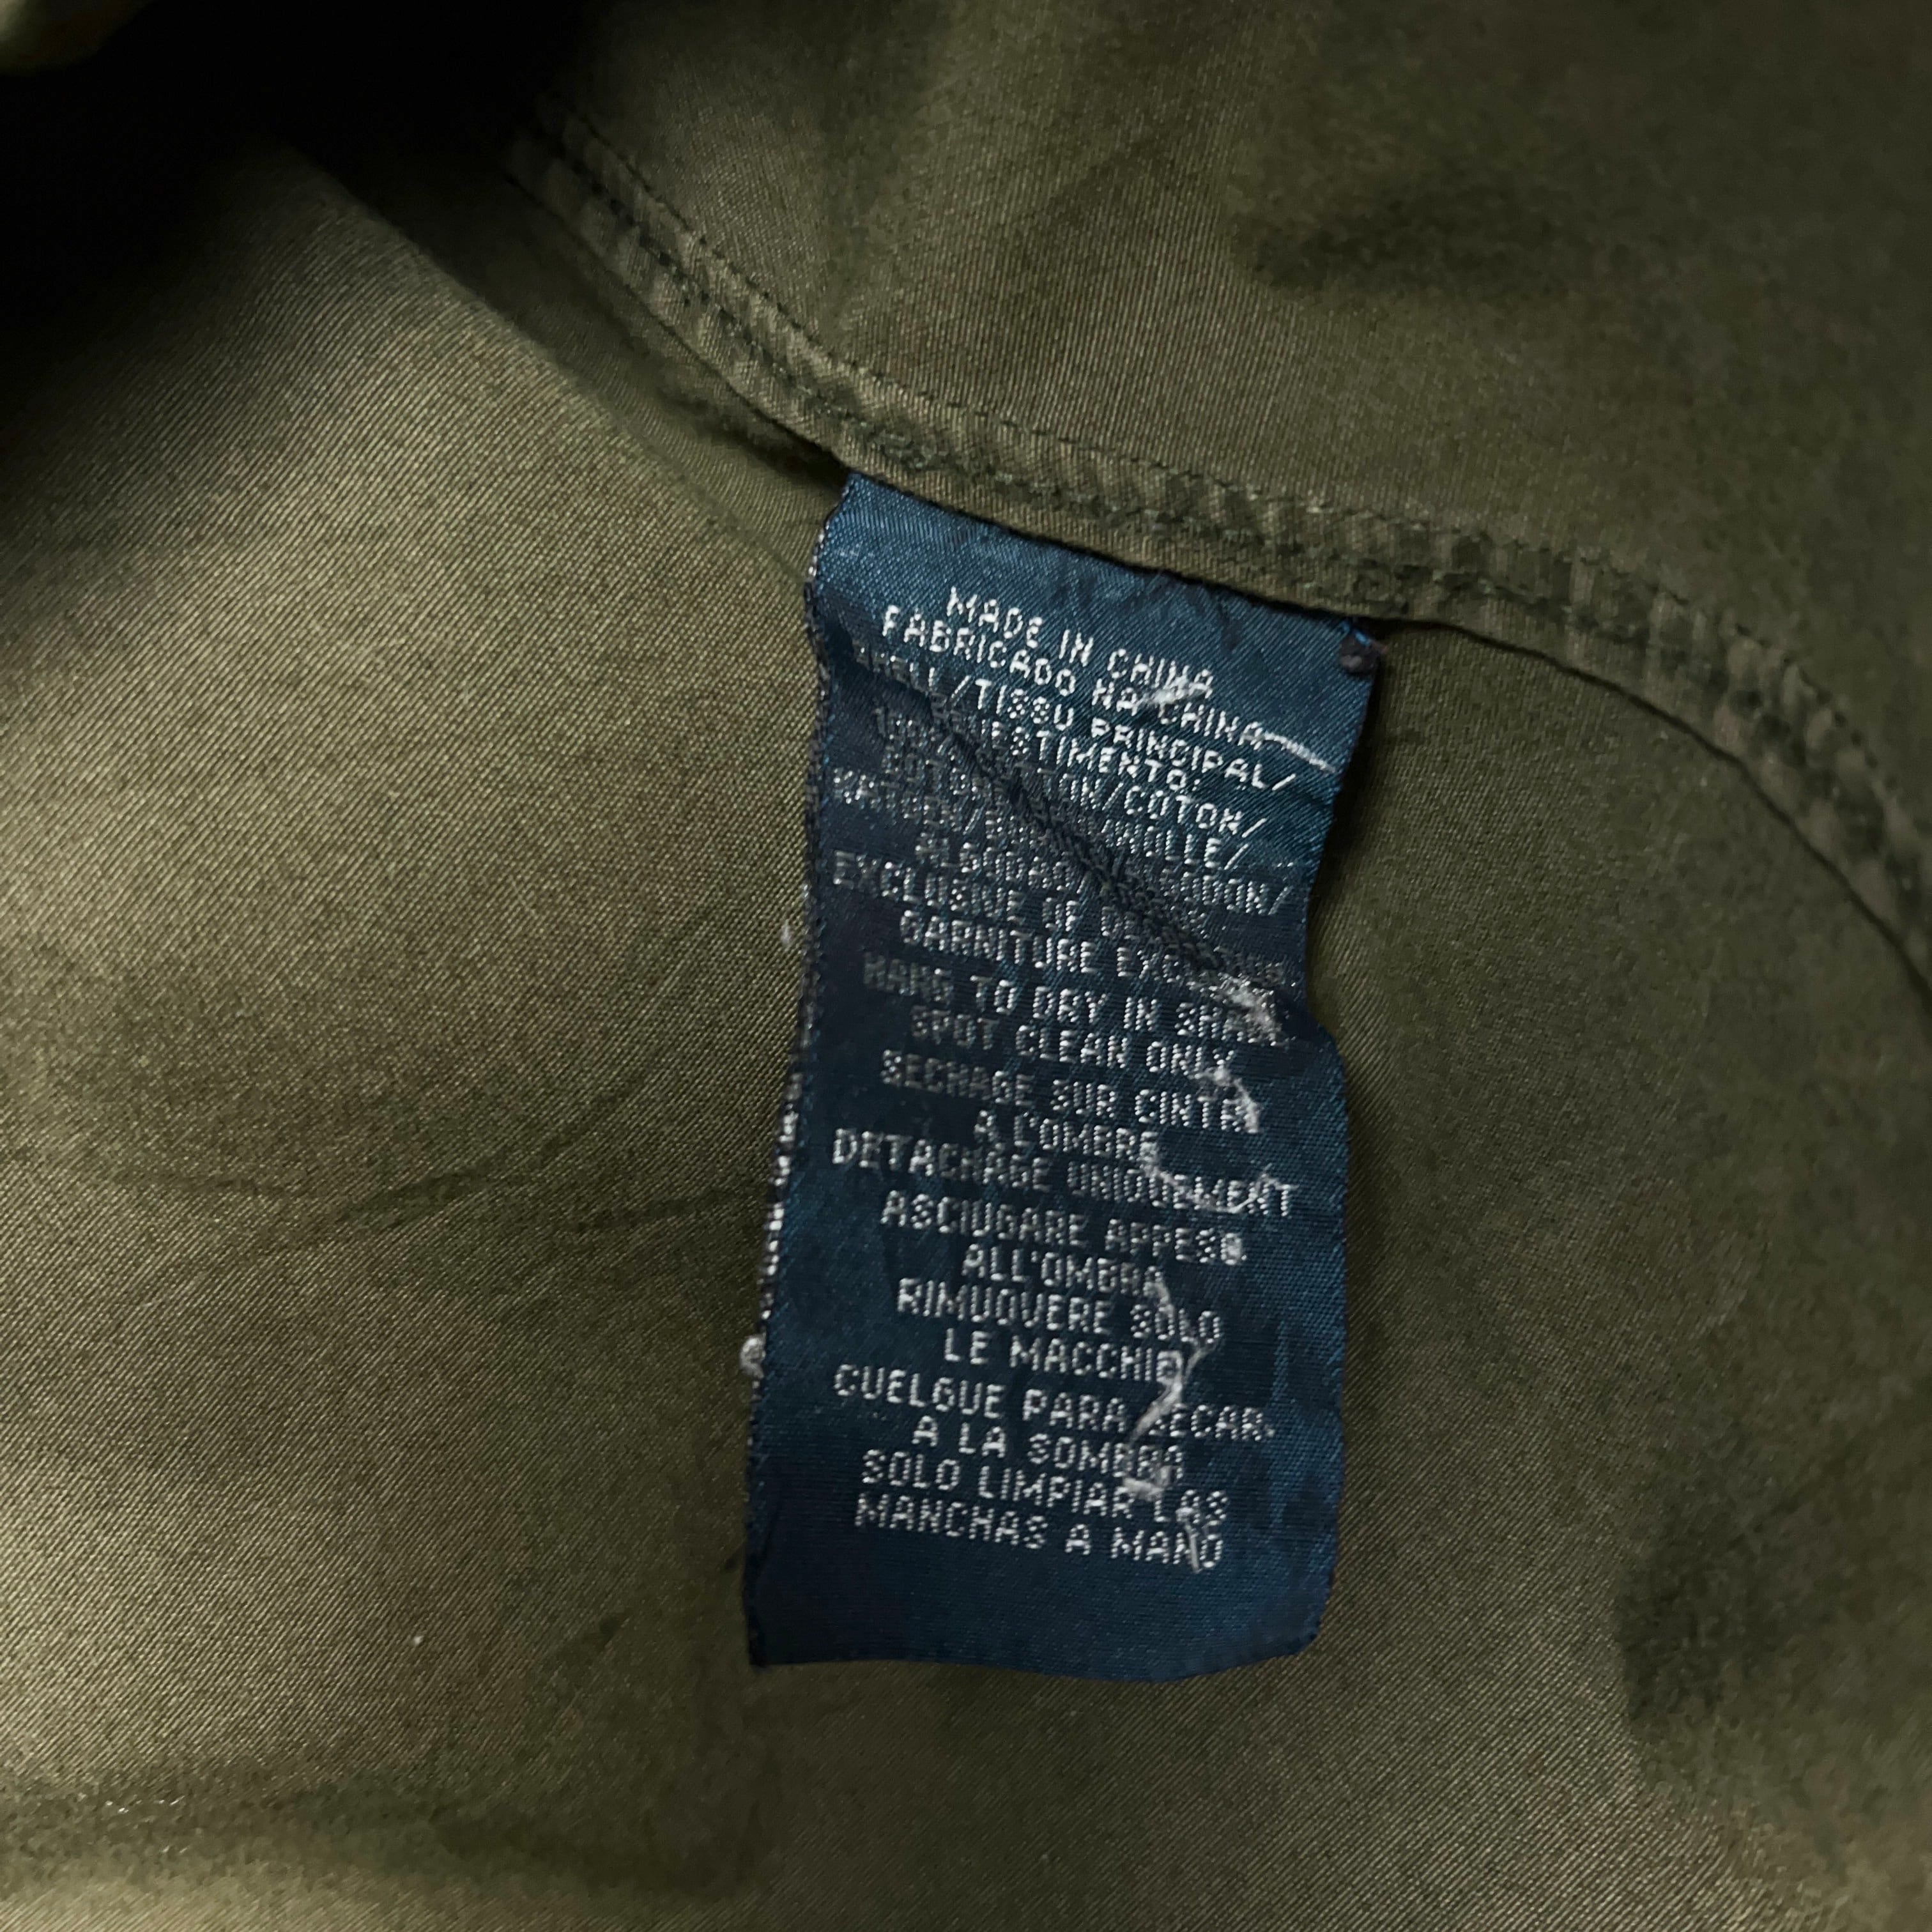 MADE IN CHINA
FABRICADO NA CHINA
SHELL/TISSU PRINCIPAL/
COTON/
ALGODAO/
EXCLUSIVE OF
GARNITURE
HANG TO DRY IN
SPOT CLEAN ONLY
SECHAGE SUR CINTRE
A L'OMBRE
DETACHAGE UNIQUEMENT
ASCIUGARE APPESO
ALL'OMBRA
RIMUOVERE SOLO
LE MACCHIE
CUELGUE PARA SECAR.
A LA SOMBRA
SOLO LIMPIAR LAS
MANCHAS A MANO